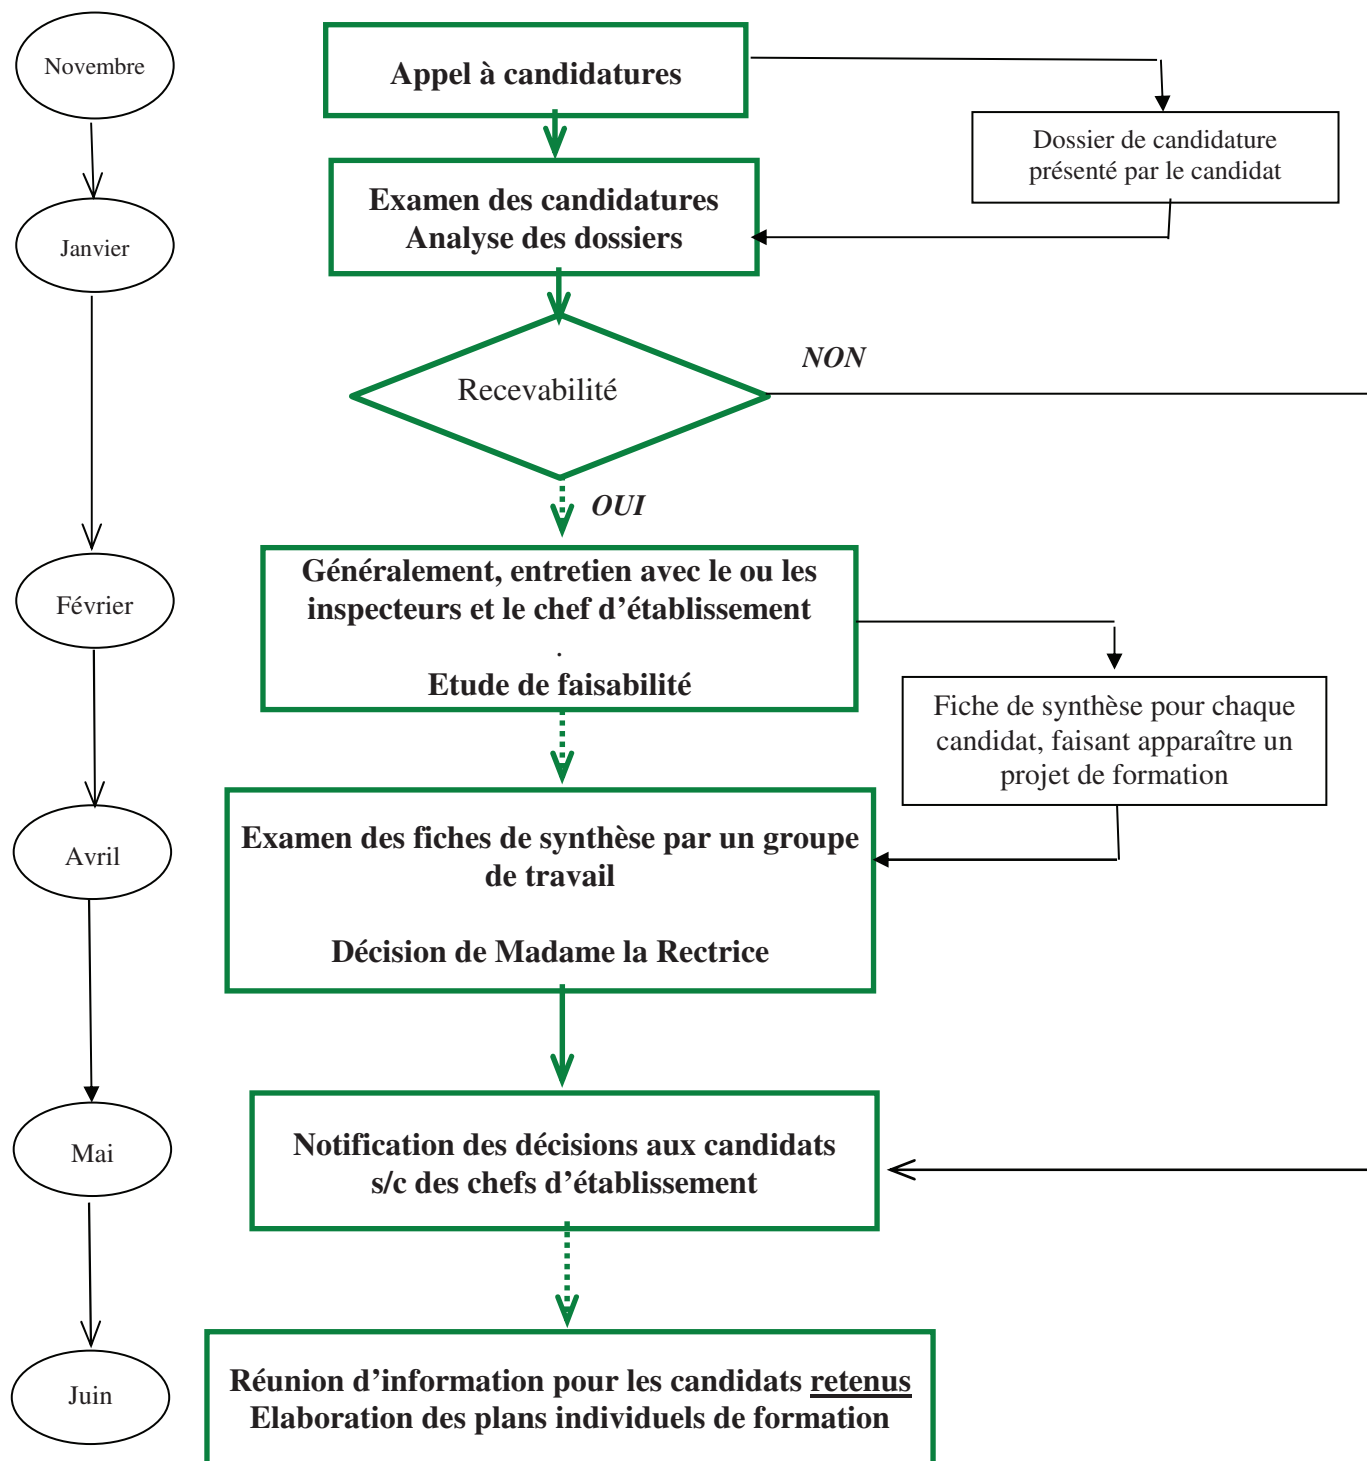 Novembre
Appel à candidatures
Dossier de candidature
présenté par le candidat
Examen des candidatures
Analyse des dossiers
Janvier
NON
Recevabilité
OUI
Généralement, entretien avec le ou les
inspecteurs et le chef d’établissement
.
Etude de faisabilité
Février
Fiche de synthèse pour chaque
candidat, faisant apparaître un
projet de formation
Examen des fiches de synthèse par un groupe
de travail
Décision de Madame la Rectrice
Avril
Notification des décisions aux candidats
s/c des chefs d’établissement
Mai
Réunion d’information pour les candidats retenus
Elaboration des plans individuels de formation
Juin